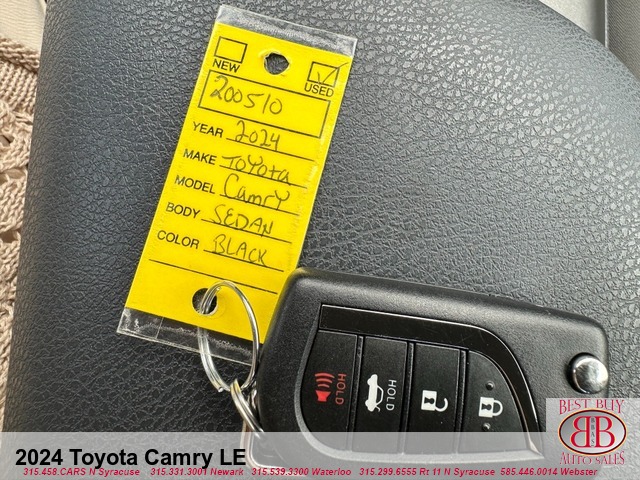 NEW
USED
200510
YEAR 2024
MAKE TOYOTA
MODEL CAMRY
BODY SEDAN
COLOR BLACK
HOLD
HOLD
BEST BUY
B B
AUTO SALES
2024 Toyota Camry LE
315.458.CARS N Syracuse 315.331.3001 Newark 315.539.3300 Waterloo 315.299.6555 Rt 11 N Syracuse 585.446.0014 Webster